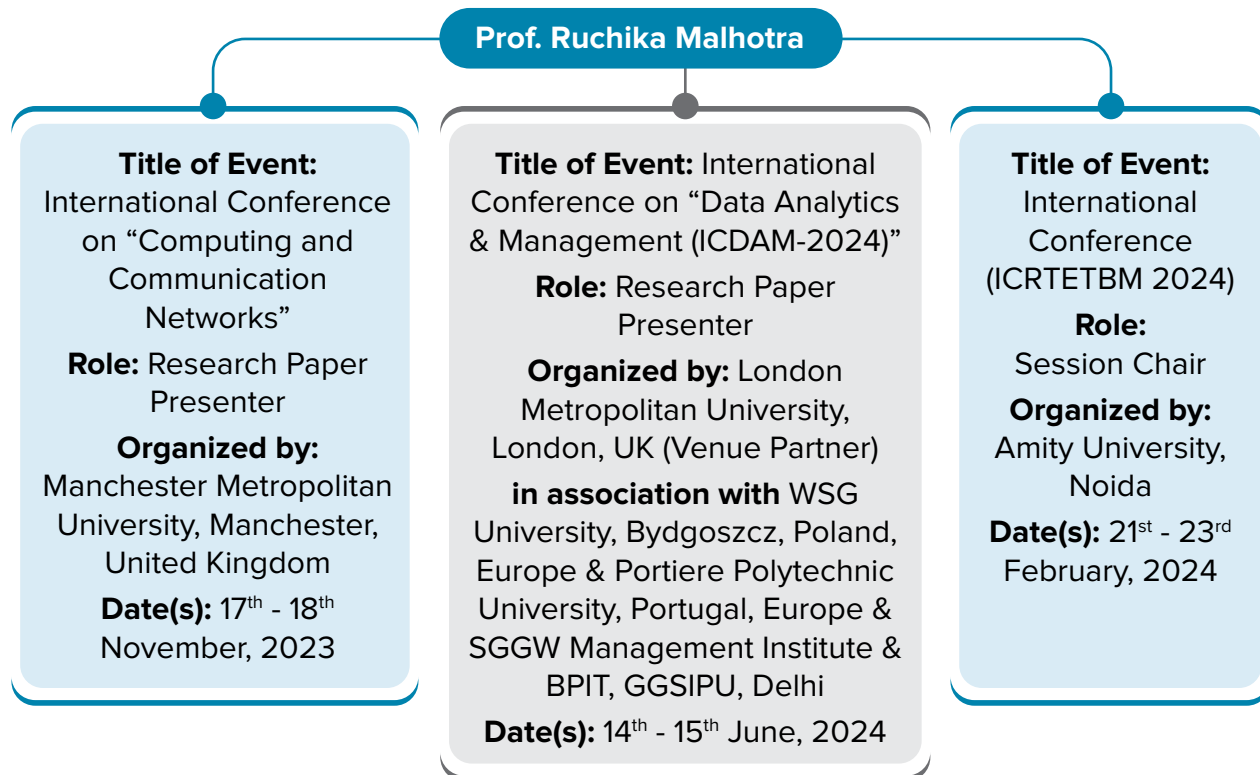 Prof. Ruchika Malhotra
Title of Event:
International Conference
on “Computing and
Communication
Networks”
Role: Research Paper
Presenter
Organized by:
Manchester Metropolitan
University, Manchester,
United Kingdom
Date(s): 17th - 18th
November, 2023
Title of Event: International
Conference on “Data Analytics
& Management (ICDAM-2024)”
Role: Research Paper
Presenter
Organized by: London
Metropolitan University,
London, UK (Venue Partner)
in association with WSG
University, Bydgoszcz, Poland,
Europe & Portiere Polytechnic
University, Portugal, Europe &
SGGW Management Institute &
BPIT, GGSIPU, Delhi
Date(s): 14th - 15th June, 2024
Title of Event:
International
Conference
(ICRTETBM 2024)
Role:
Session Chair
Organized by:
Amity University,
Noida
Date(s): 21st - 23rd
February, 2024